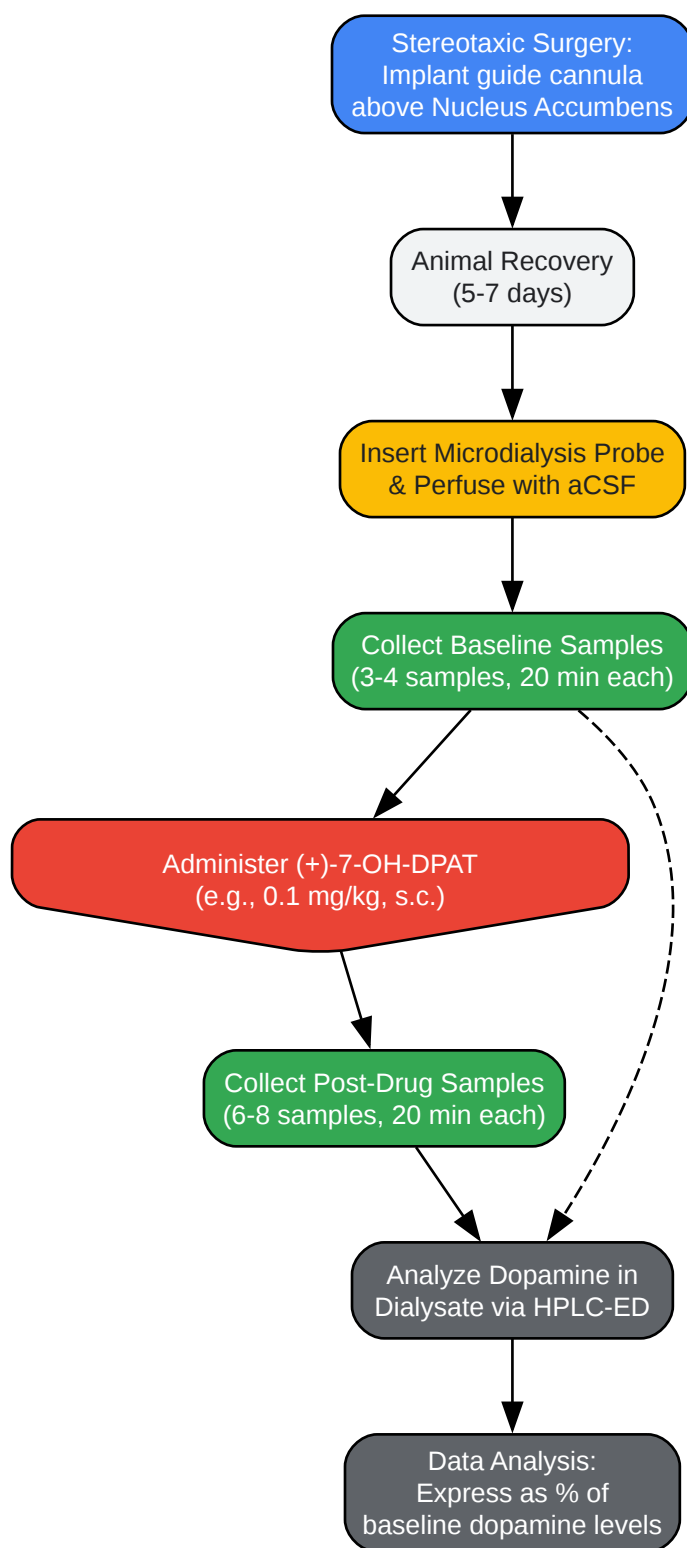 Stereotaxic Surgery:
Implant guide cannula
above Nucleus Accumbens
Animal Recovery
(5-7 days)
Insert Microdialysis Probe
& Perfuse with aCSF
Collect Baseline Samples
(3-4 samples, 20 min each)
Administer (+)-7-OH-DPAT
(e.g., 0.1 mg/kg, s.c.)
Collect Post-Drug Samples
(6-8 samples, 20 min each)
Analyze Dopamine in
Dialysate via HPLC-ED
Data Analysis:
Express as % of
baseline dopamine levels